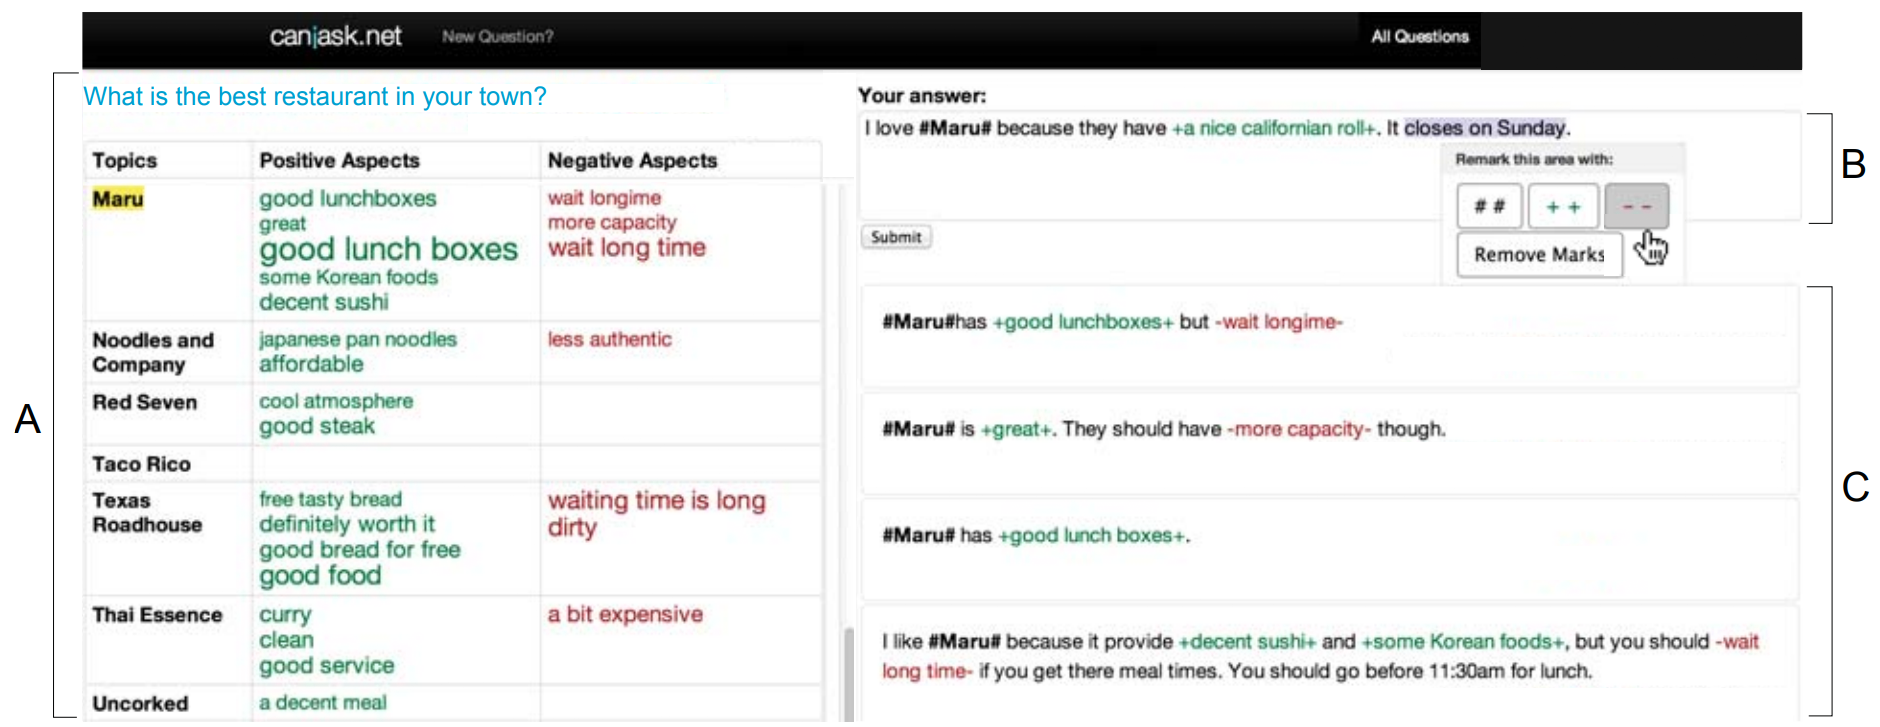 canjask.net New Question? All Questions
A
What is the best restaurant in your town?
Topics Positive Aspects Negative Aspects
Maru good lunchboxes wait longime
great more capacity
good lunch boxes wait long time
some Korean foods
decent sushi
Noodles and japanese pan noodles less authentic
Company affordable
Red Seven cool atmosphere
good steak
Taco Rico
Texas free tasty bread waiting time is long
Roadhouse definitely worth it dirty
good bread for free
good food
Thai Essence curry a bit expensive
clean
good service
Uncorked a decent meal
Your answer:
I love #Maru# because they have +a nice californian roll+. It closes on Sunday.
Remark this area with:
# # + + - -
Remove Marks
Submit
B
#Maru#has +good lunchboxes+ but -wait longime-
#Maru# is +great+. They should have -more capacity- though.
#Maru# has +good lunch boxes+.
I like #Maru# because it provide +decent sushi+ and +some Korean foods+, but you should -wait
long time- if you get there meal times. You should go before 11:30am for lunch.
C